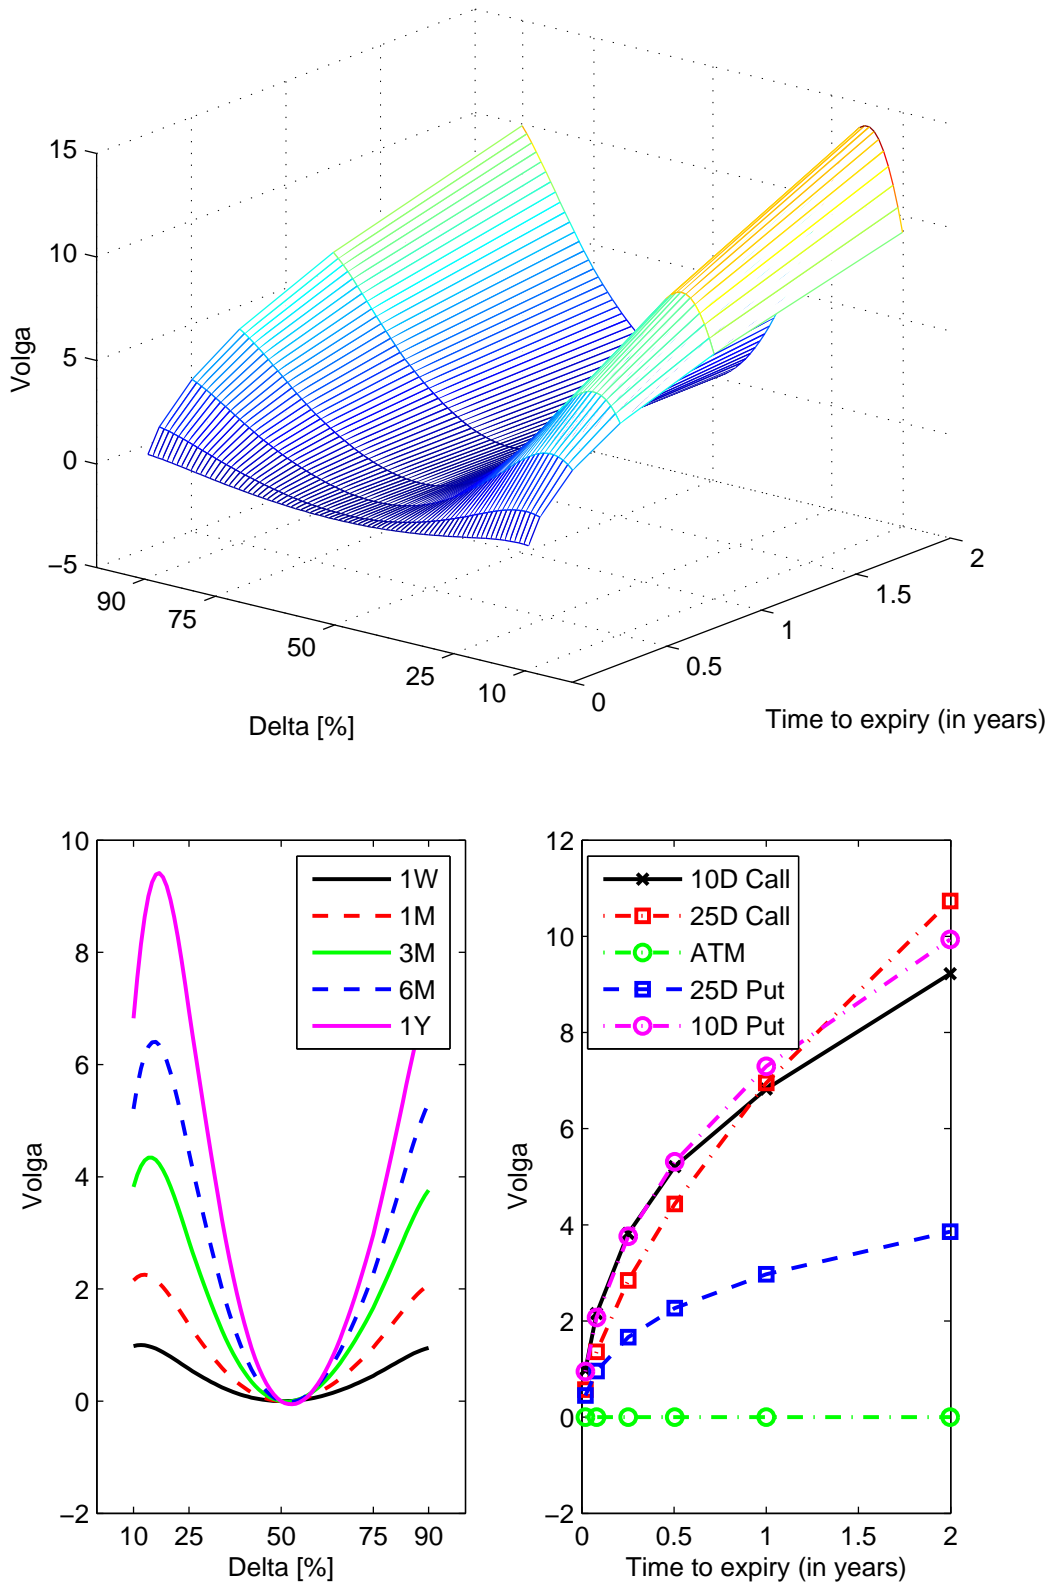 15
10
5
0
−5
Volga
90
75
50
25
10
Delta [%]
0
0.5
1
1.5
2
Time to expiry (in years)
10
8
6
4
2
0
−2
Volga
10
25
50
75
90
Delta [%]
1W
1M
3M
6M
1Y
12
10
8
6
4
2
0
−2
Volga
0
0.5
1
1.5
2
Time to expiry (in years)
10D Call
25D Call
ATM
25D Put
10D Put